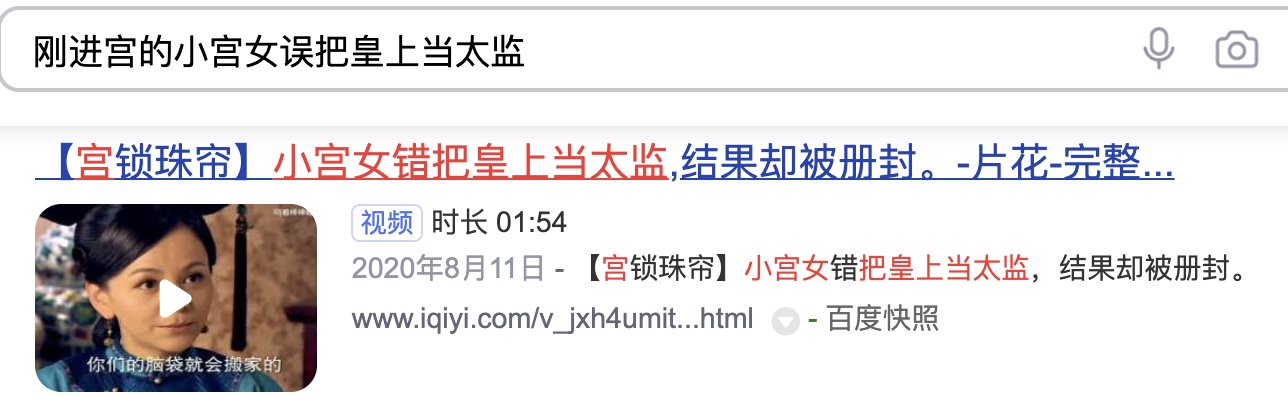 刚进宫的小宫女误把皇上当太监
【宫锁珠帘】小宫女错把皇上当太监,结果却被册封。-片花-完整...
视频 时长 01:54
2020年8月11日 - 【宫锁珠帘】小宫女错把皇上当太监，结果却被册封。
www.iqiyi.com/v_jxh4umit...html - 百度快照
你们的脑袋就会搬家的